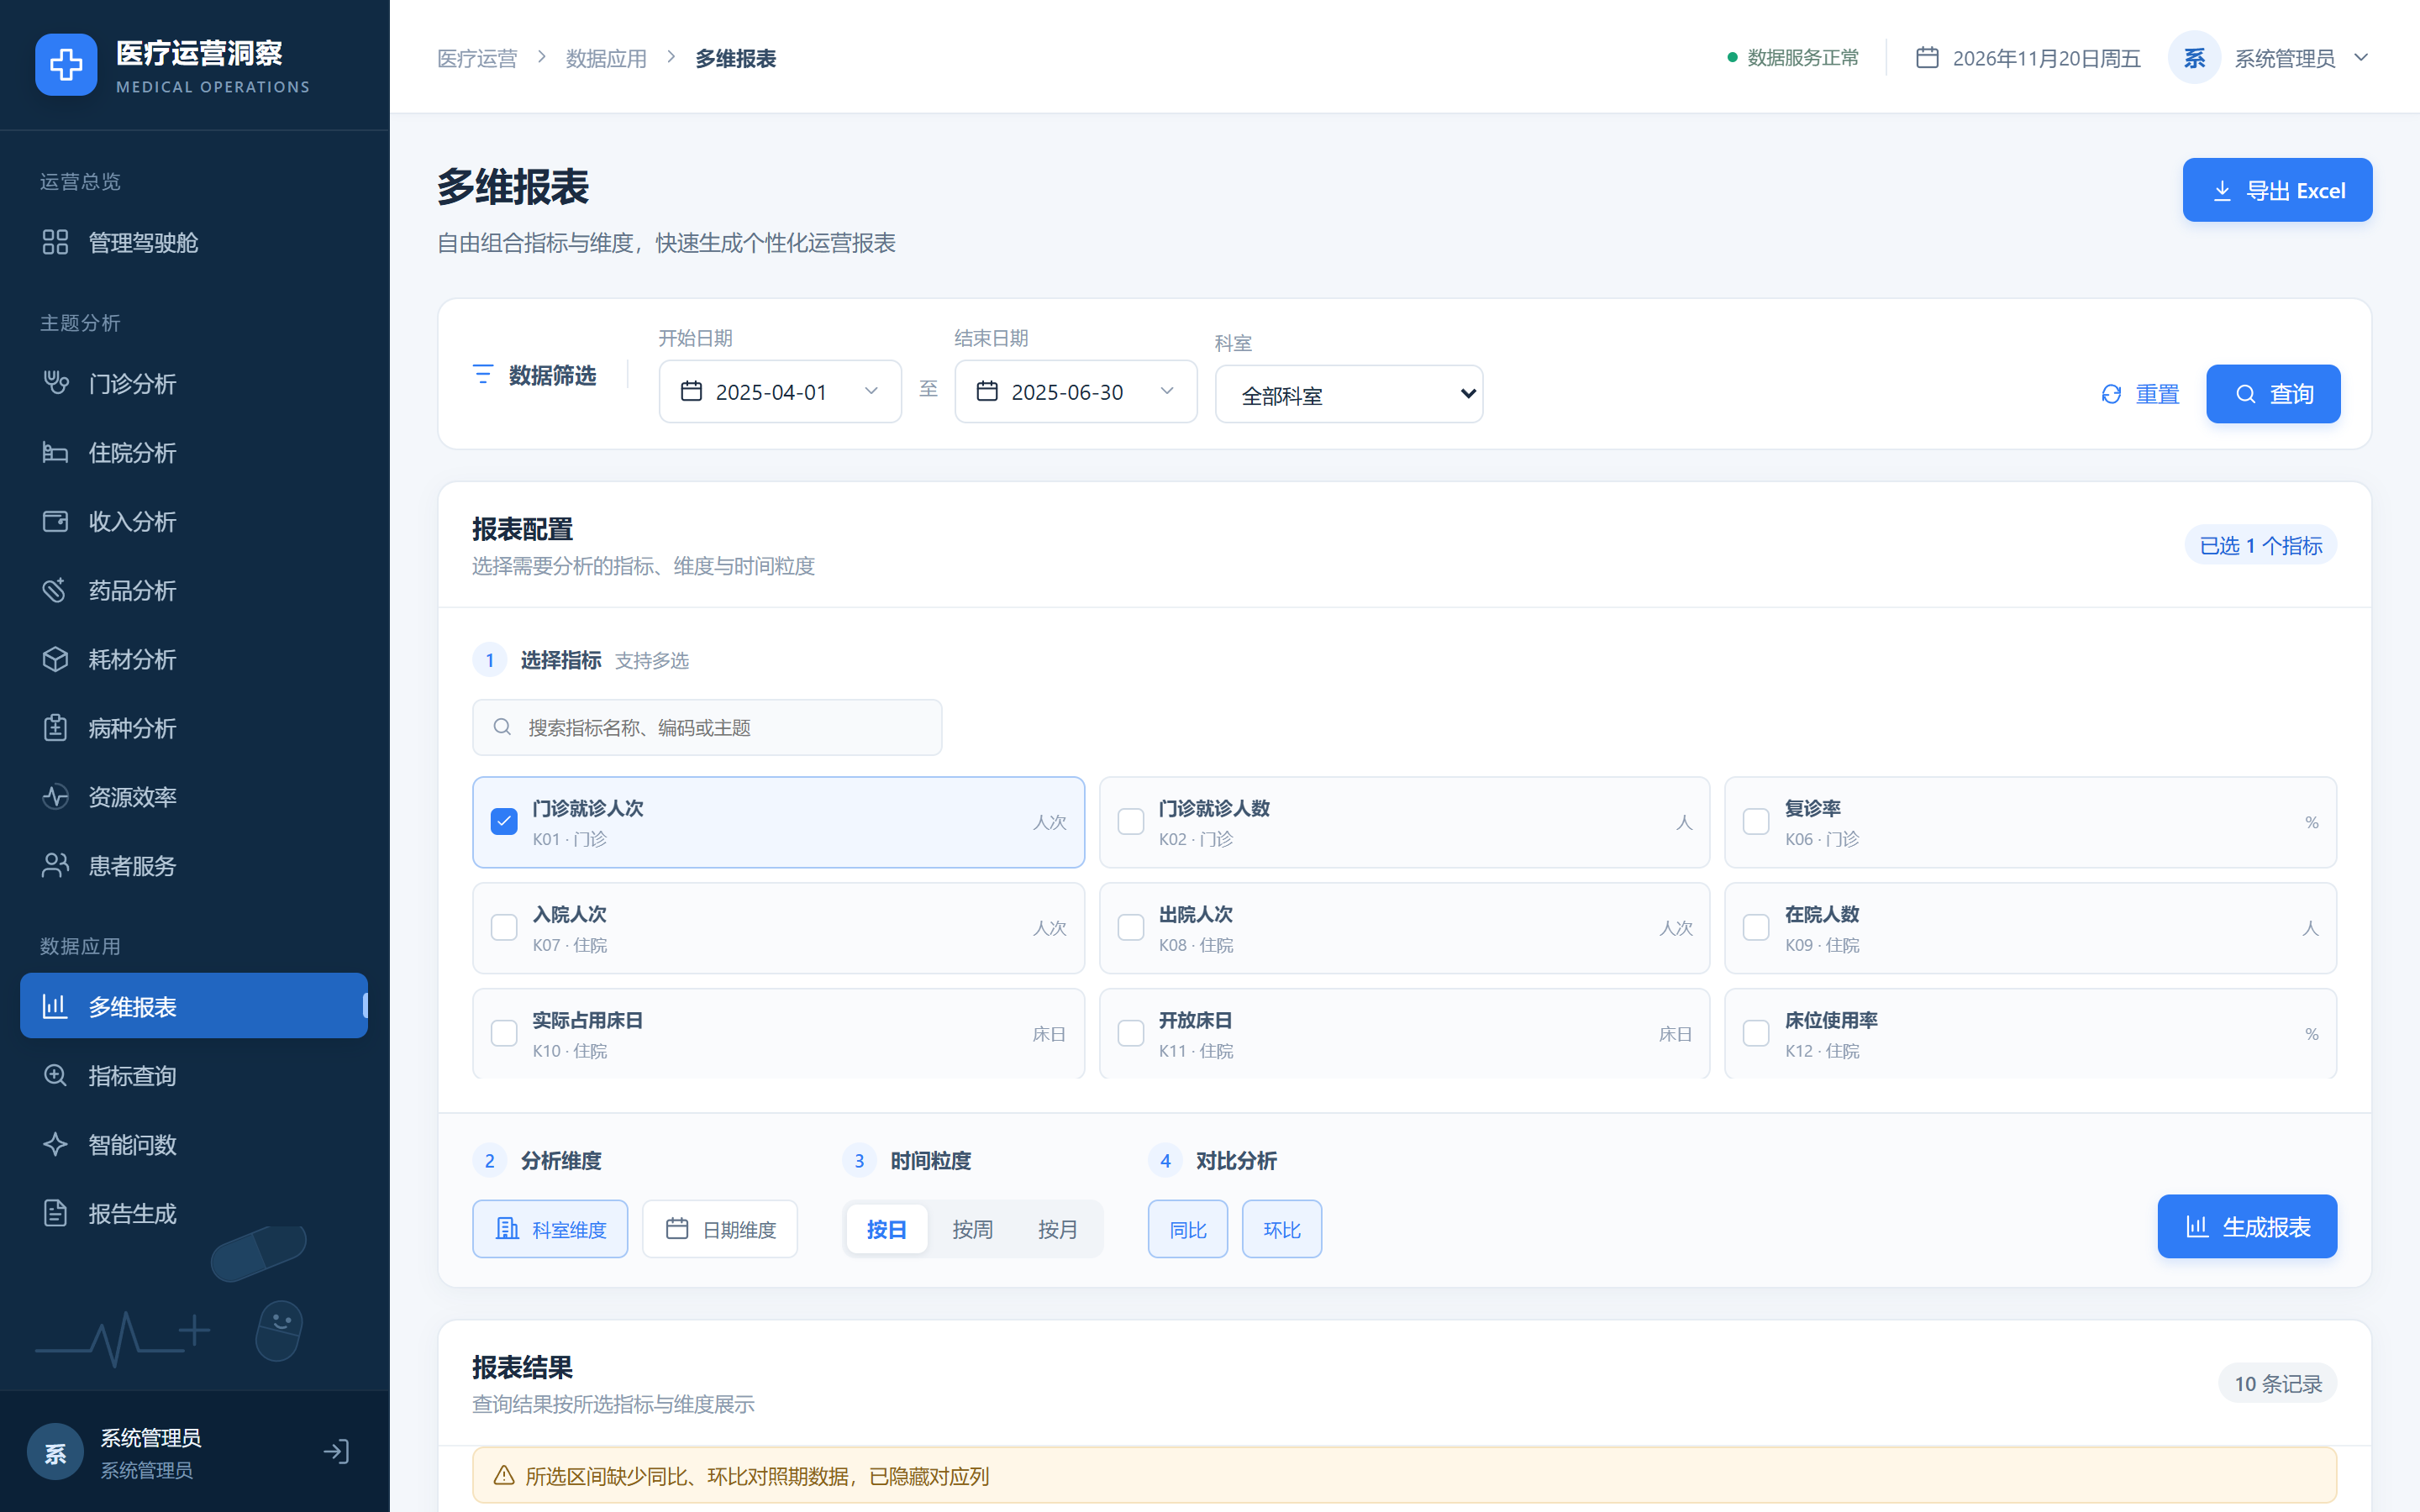 医疗运营洞察
MEDICAL OPERATIONS
运营总览
管理驾驶舱
主题分析
门诊分析
住院分析
收入分析
药品分析
耗材分析
病种分析
资源效率
患者服务
数据应用
多维报表
指标查询
智能问数
报告生成
系
系统管理员
系统管理员
医疗运营 > 数据应用 > 多维报表
数据服务正常
2026年11月20日周五
系 系统管理员
多维报表
自由组合指标与维度，快速生成个性化运营报表
导出 Excel
数据筛选
开始日期
2025-04-01
至
结束日期
2025-06-30
科室
全部科室
重置
查询
报表配置
选择需要分析的指标、维度与时间粒度
已选 1 个指标
1 选择指标 支持多选
搜索指标名称、编码或主题
门诊就诊人次
K01 · 门诊
人次
门诊就诊人数
K02 · 门诊
人
复诊率
K06 · 门诊
%
入院人次
K07 · 住院
人次
出院人次
K08 · 住院
人次
在院人数
K09 · 住院
人
实际占用床日
K10 · 住院
床日
开放床日
K11 · 住院
床日
床位使用率
K12 · 住院
%
2 分析维度
科室维度
日期维度
3 时间粒度
按日
按周
按月
4 对比分析
同比
环比
生成报表
报表结果
查询结果按所选指标与维度展示
10 条记录
所选区间缺少同比、环比对照期数据，已隐藏对应列